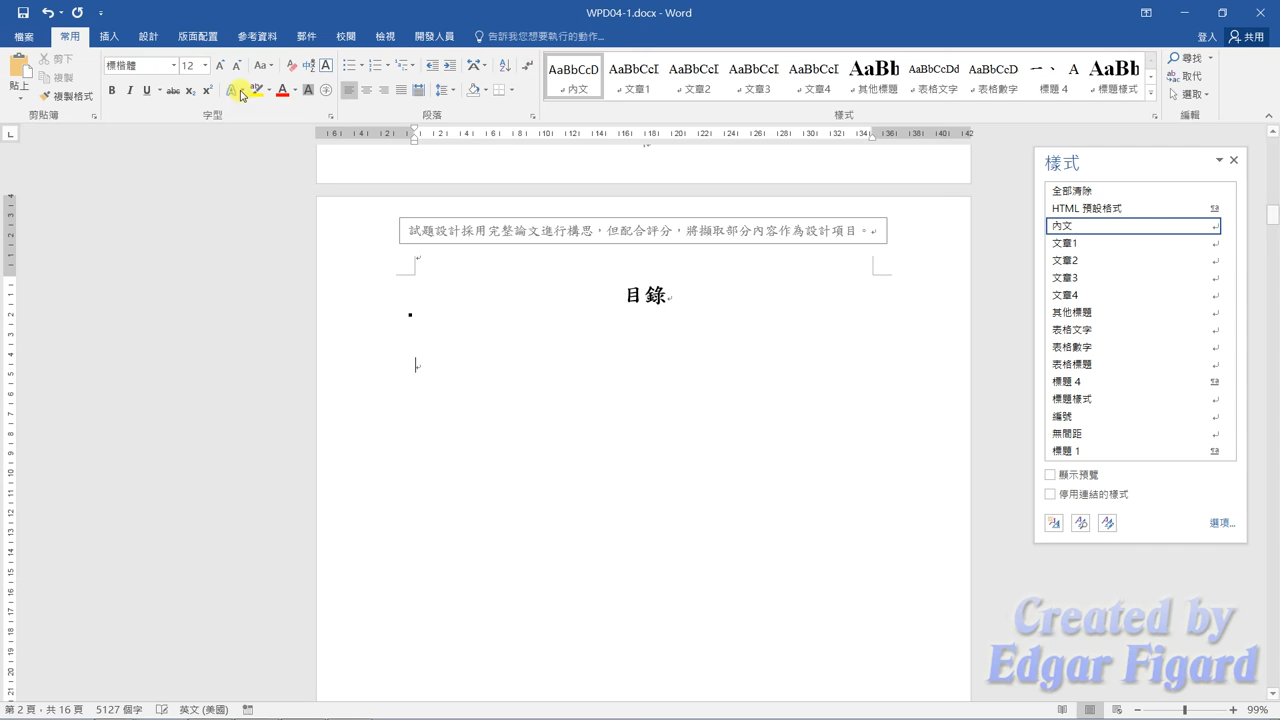 WPD04-1.docx - Word
檔案 常用 插入 設計 版面配置 參考資料 郵件 校閱 檢視 開發人員 告訴我您想要執行的動作... 登入 共用
貼上 剪下 複製 複製格式
標楷體 12
AaBbCcD AaBbCcI AaBbCcI AaBbCcI AaBbCcI AaBb AaBbCcDd AaBbCcD 一、 A AaBb
內文 文章1 文章2 文章3 文章4 其他標題 表格文字 表格數字 標題 4 標題樣式
尋找 取代 選取
剪貼簿 字型 段落 樣式 編輯
試題設計採用完整論文進行構思，但配合評分，將擷取部分內容作為設計項目。
目錄
樣式
全部清除
HTML 預設格式
內文
文章1
文章2
文章3
文章4
其他標題
表格文字
表格數字
表格標題
標題 4
標題樣式
編號
無間距
標題 1
顯示預覽
停用連結的樣式
選項...
Created by
Edgar Figard
第 2 頁，共 16 頁 5127 個字 英文 (美國) 99%